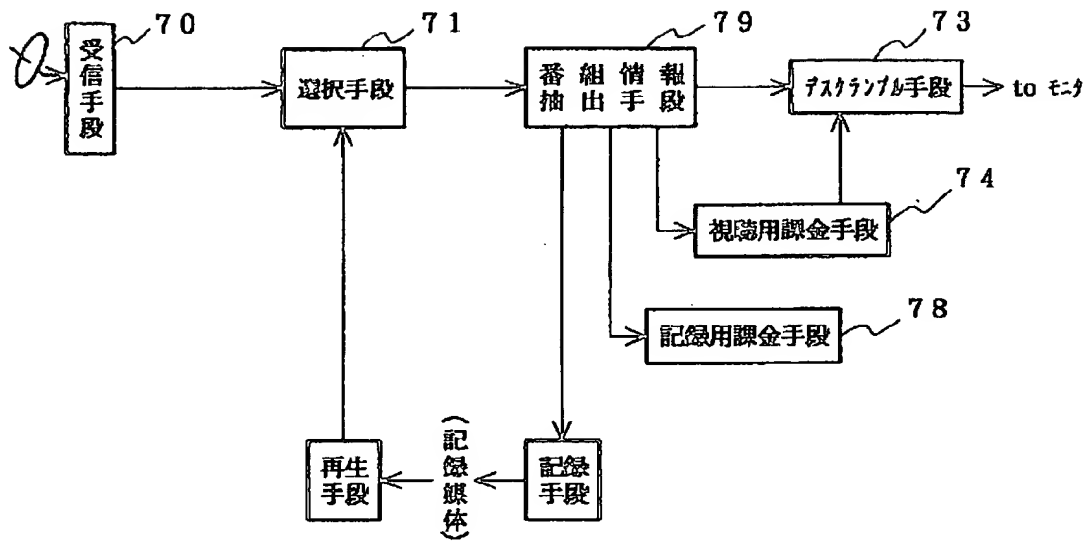 70
受信手段
71
選択手段
79
番組情報
抽出手段
73
デスクランブル手段
to モニタ
74
視聴用課金手段
78
記録用課金手段
再生
手段
(記録媒体)
記録
手段